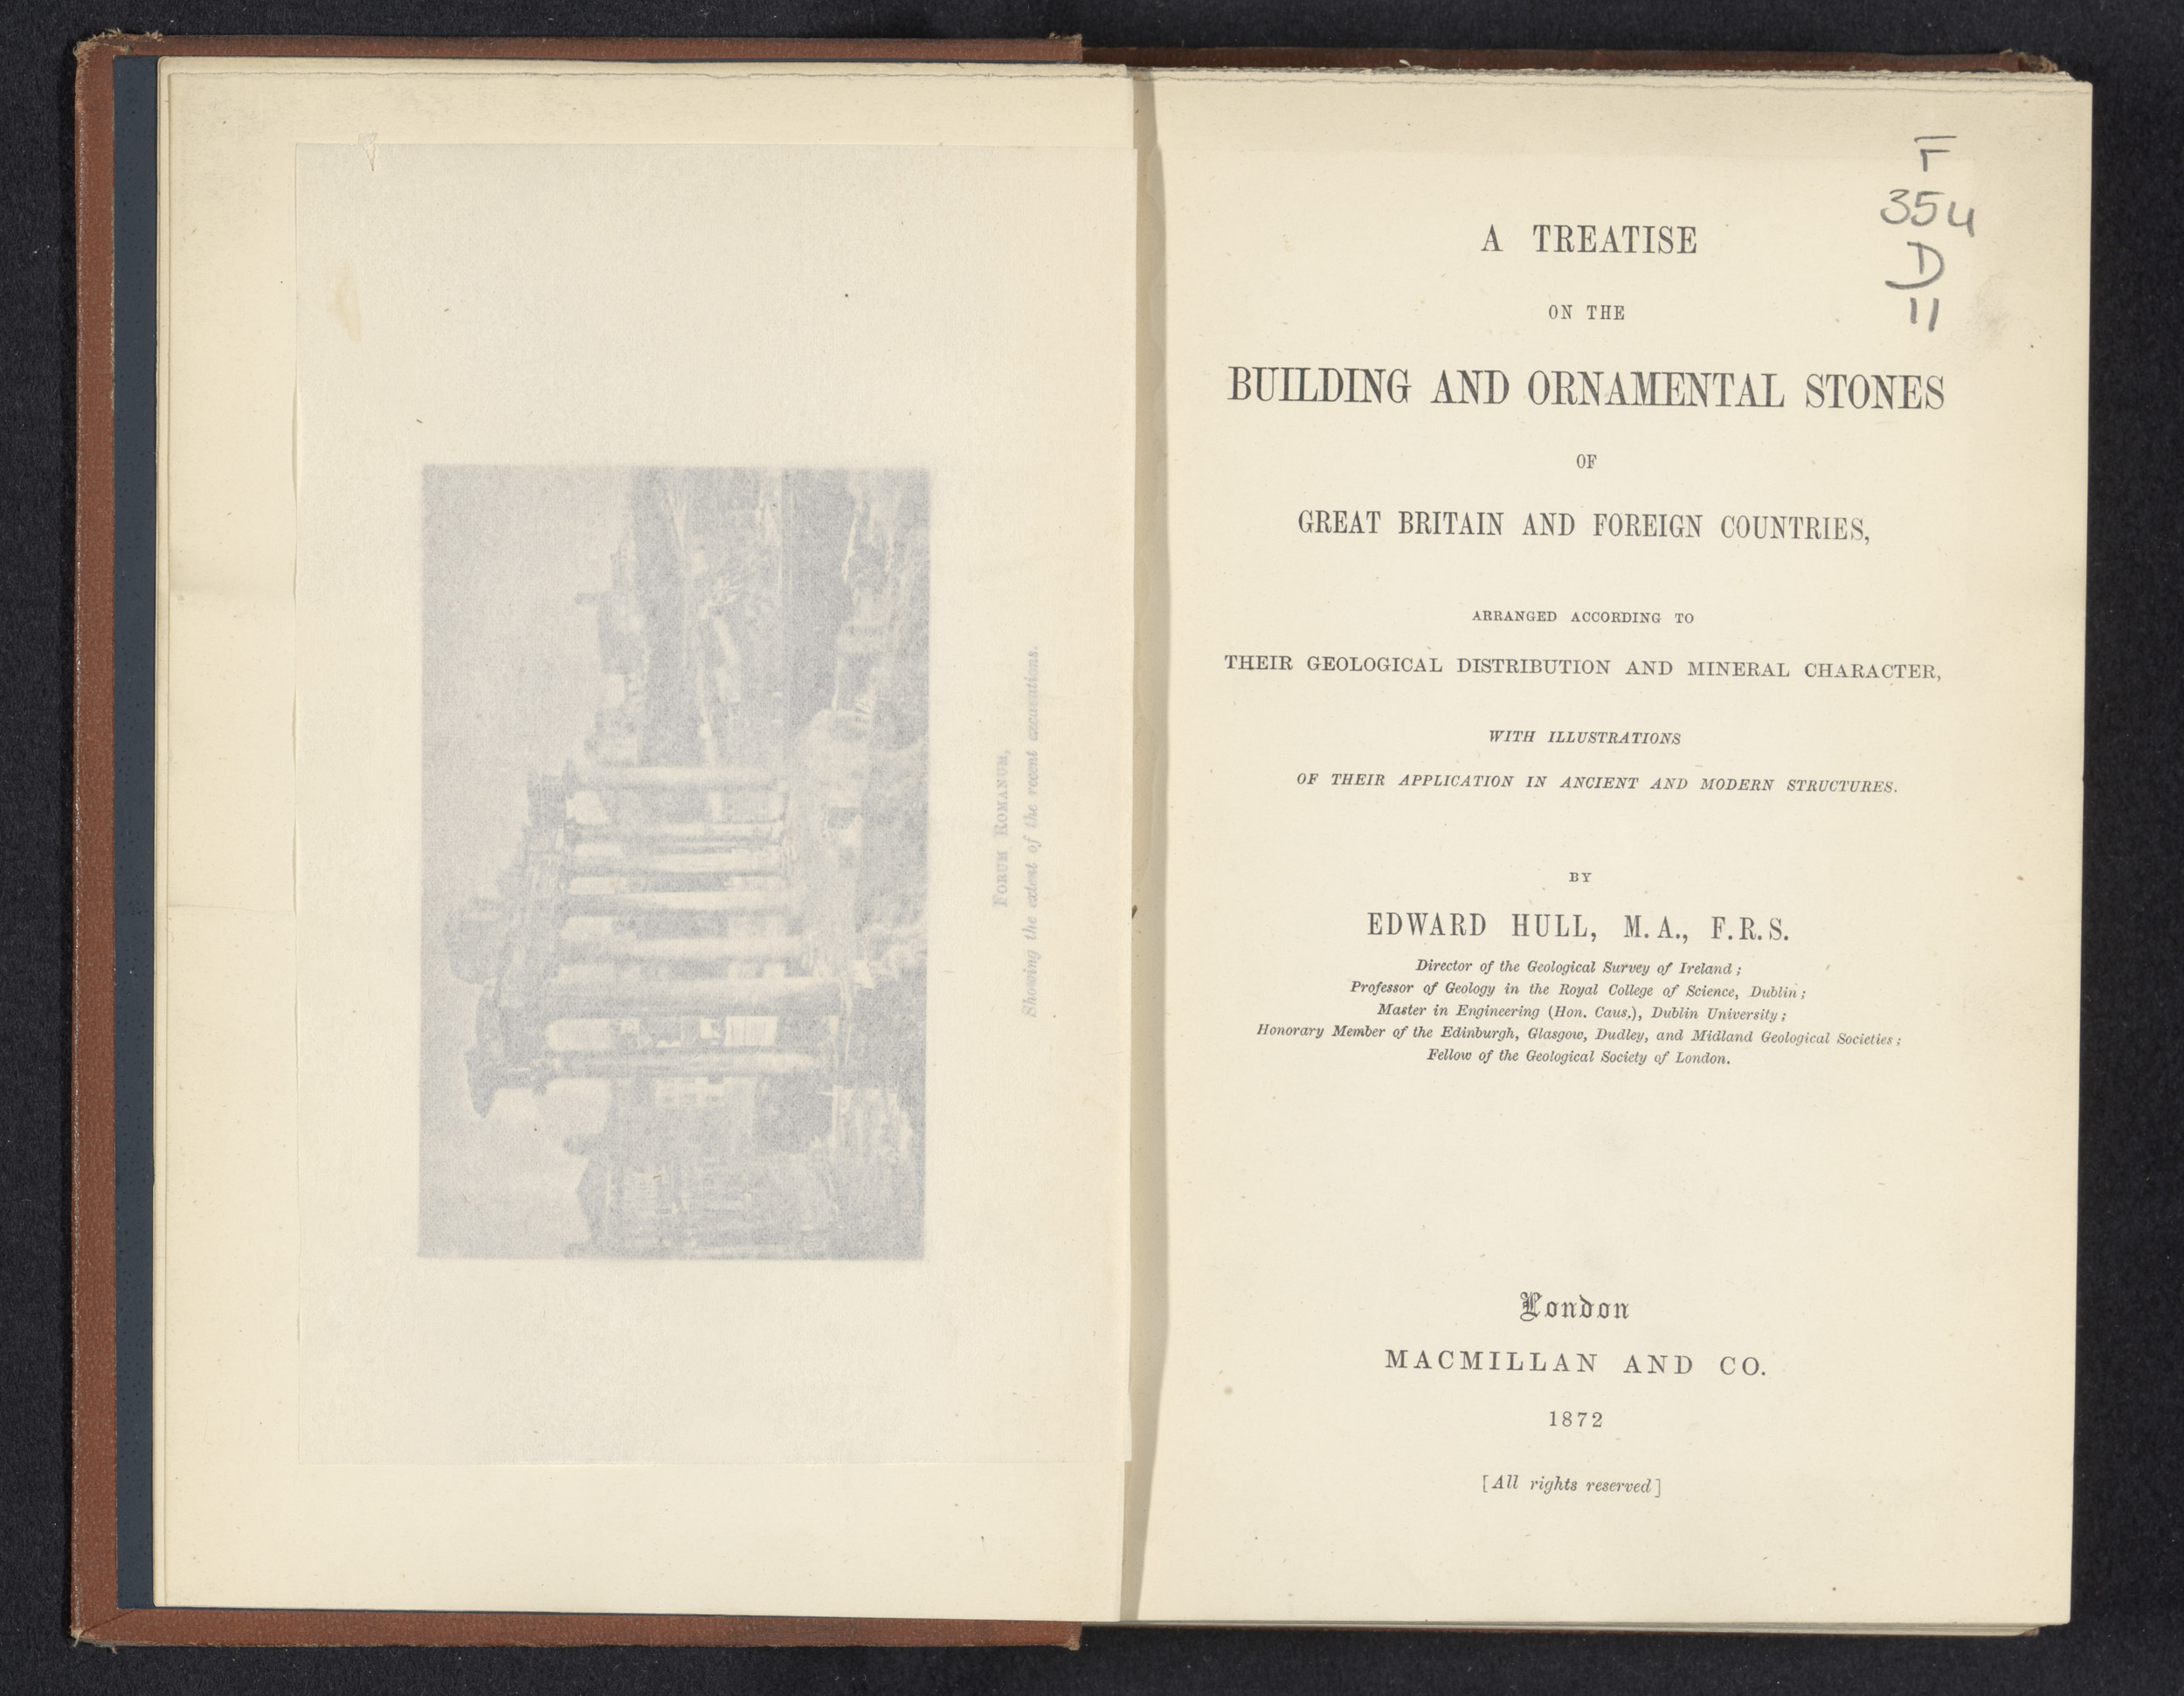 Forum Romanum,
Showing the extent of the recent excavations.
F
354
D
11
A TREATISE
ON THE
BUILDING AND ORNAMENTAL STONES
OF
GREAT BRITAIN AND FOREIGN COUNTRIES,
ARRANGED ACCORDING TO
THEIR GEOLOGICAL DISTRIBUTION AND MINERAL CHARACTER,
WITH ILLUSTRATIONS
OF THEIR APPLICATION IN ANCIENT AND MODERN STRUCTURES.
BY
EDWARD HULL, M.A., F.R.S.
Director of the Geological Survey of Ireland;
Professor of Geology in the Royal College of Science, Dublin;
Master in Engineering (Hon. Caus.), Dublin University;
Honorary Member of the Edinburgh, Glasgow, Dudley, and Midland Geological Societies;
Fellow of the Geological Society of London.
London
MACMILLAN AND CO.
1872
[All rights reserved]